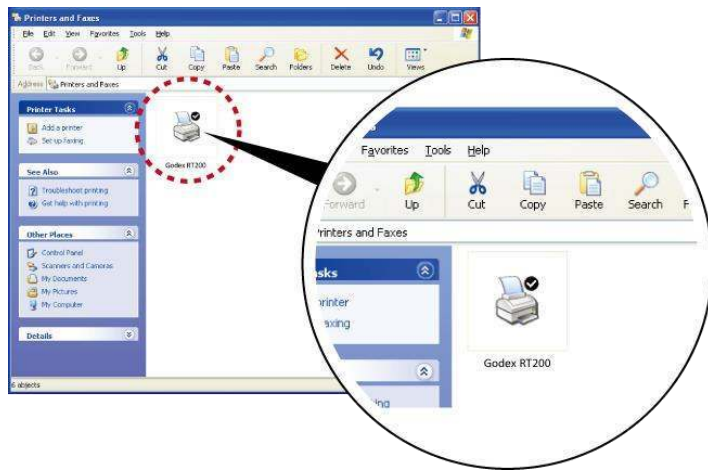 Printers and Faxes
File Edit View Favorites Tools Help
Back Forward Up Cut Copy Paste Search Folders Delete Undo Views
Address Printers and Faxes
Printer Tasks
Add a printer
Set up faxing
See Also
Troubleshoot printing
Get help with printing
Other Places
Control Panel
Scanners and Cameras
My Documents
My Pictures
My Computer
Details
Godex RT200
6 objects
s
Favorites Tools Help
Forward Up Cut Copy Paste Search F
Printers and Faxes
sks
rinter
axing
ing
Godex RT200